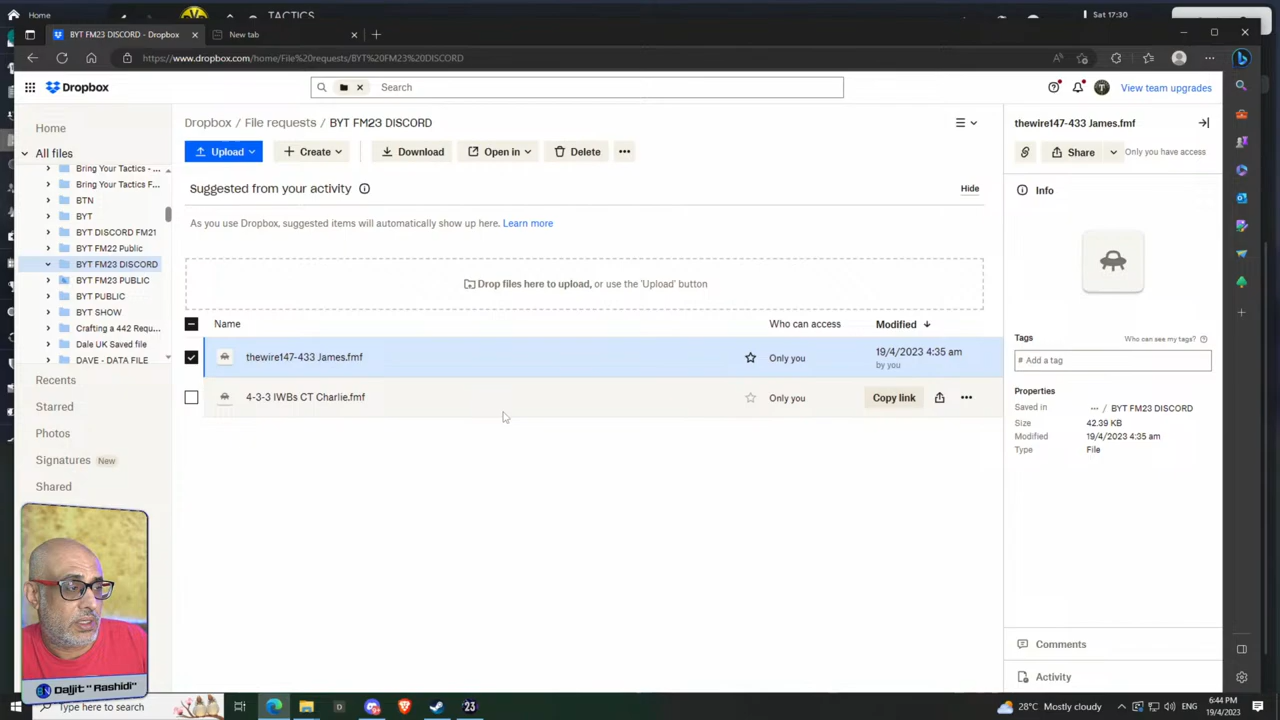 Home
TACTICS
Sat 17:30
BYT FM23 DISCORD - Dropbox
New tab
https://www.dropbox.com/home/File%20requests/BYT%20FM23%20DISCORD
Dropbox
Search
View team upgrades
Home
All files
Bring Your Tactics - ...
Bring Your Tactics F...
BTN
BYT
BYT DISCORD FM21
BYT FM22 Public
BYT FM23 DISCORD
BYT FM23 PUBLIC
BYT PUBLIC
BYT SHOW
Crafting a 442 Requ...
Dale UK Saved file
DAVE - DATA FILE
Recents
Starred
Photos
Signatures New
Shared
Dropbox / File requests / BYT FM23 DISCORD
Upload
Create
Download
Open in
Delete
Suggested from your activity
Hide
As you use Dropbox, suggested items will automatically show up here. Learn more
Drop files here to upload, or use the 'Upload' button
Name
Who can access
Modified
thewire147-433 James.fmf
Only you
19/4/2023 4:35 am
by you
4-3-3 IWBs CT Charlie.fmf
Only you
Copy link
thewire147-433 James.fmf
Share
Only you have access
Info
Tags
Who can see my tags?
# Add a tag
Properties
Saved in ... / BYT FM23 DISCORD
Size 42.39 KB
Modified 19/4/2023 4:35 am
Type File
Comments
Activity
Daljit "Rashidi"
Type here to search
23
28°C Mostly cloudy
ENG
6:44 PM
19/4/2023